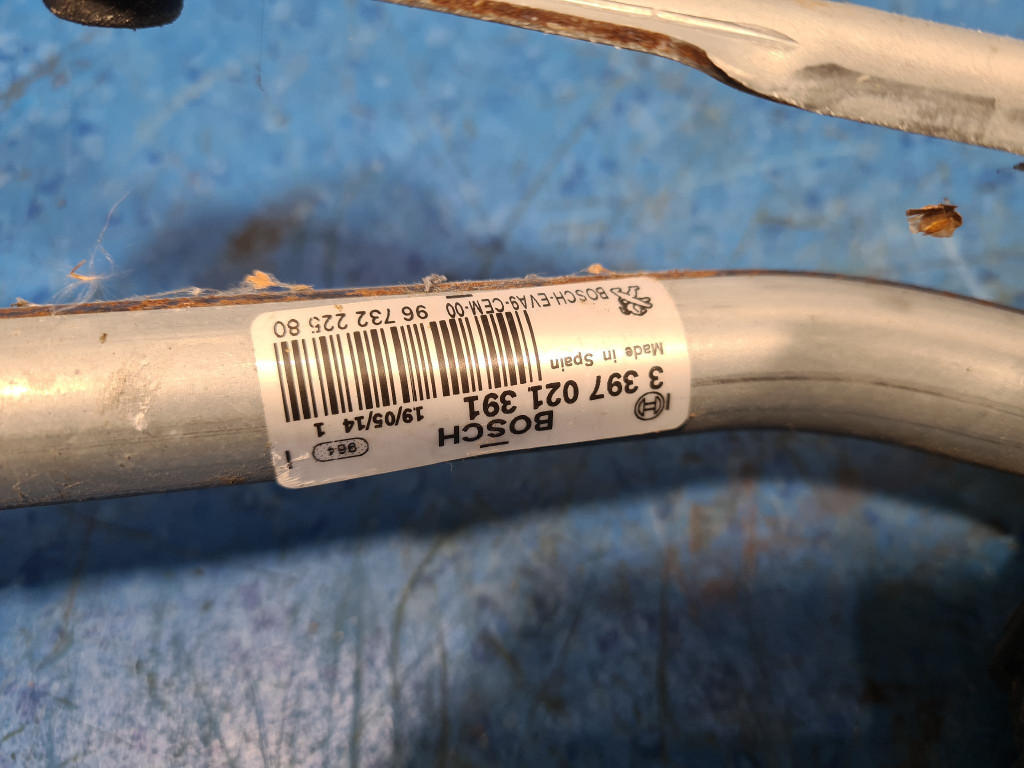 BOSCH
964
3 397 021 391
19/05/14 1
Made in Spain
BOSCH-EVA9-CEM-00
96 732 225 80